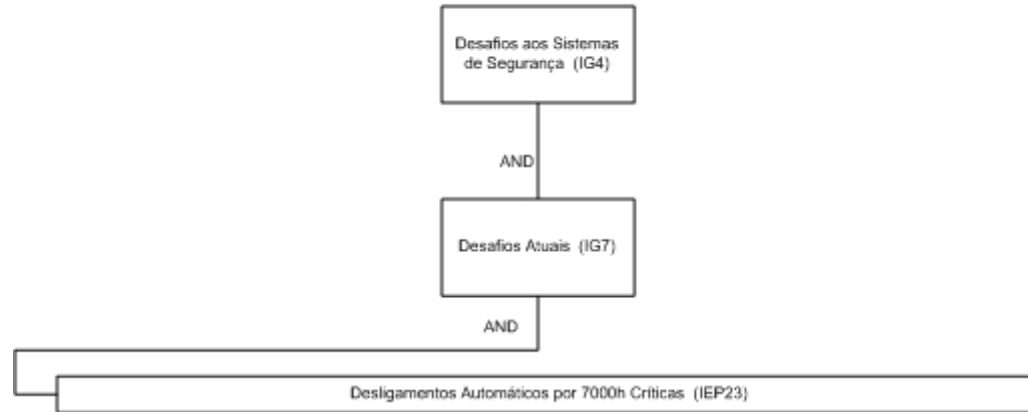 Desafios aos Sistemas
de Segurança (IG4)
AND
Desafios Atuais (IG7)
AND
Desligamentos Automáticos por 7000h Críticas (IEP23)